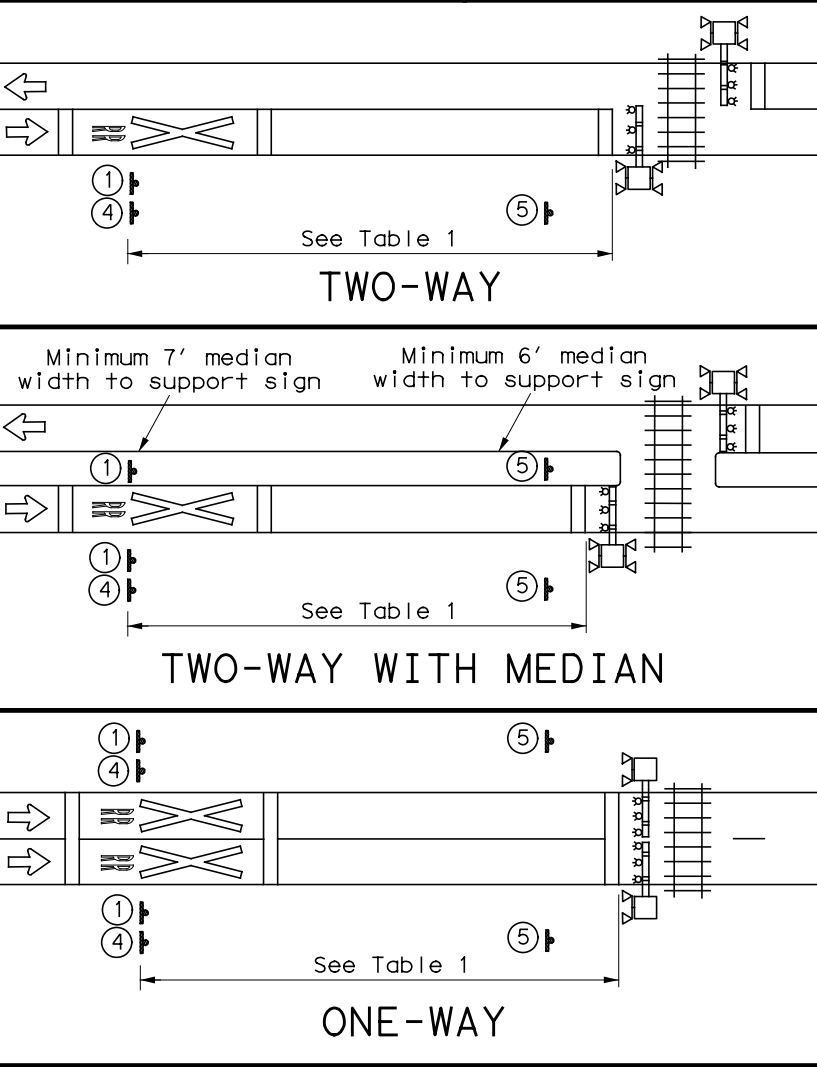 1
4
5
See Table 1
TWO-WAY
Minimum 7' median
width to support sign
Minimum 6' median
width to support sign
1
5
1
4
5
See Table 1
TWO-WAY WITH MEDIAN
1
4
5
1
4
5
See Table 1
ONE-WAY